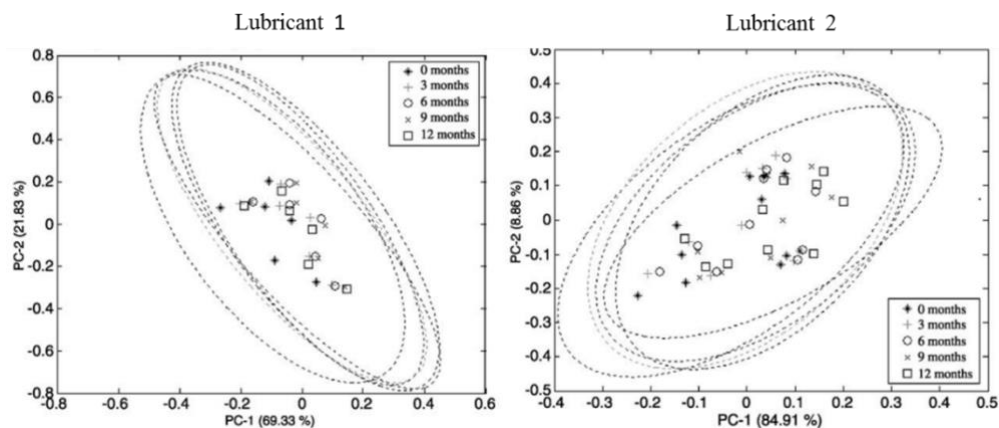 Lubricant 1
0.8
0.6
0.4
0.2
0
-0.2
-0.4
-0.6
-0.8
PC-2 (21.83 %)
-0.8
-0.6
-0.4
-0.2
0
0.2
0.4
0.6
PC-1 (69.33 %)
0 months
3 months
6 months
9 months
12 months
Lubricant 2
0.5
0.4
0.3
0.2
0.1
0
-0.1
-0.2
-0.3
-0.4
-0.5
PC-2 (8.86 %)
-0.4
-0.3
-0.2
-0.1
0
0.1
0.2
0.3
0.4
0.5
PC-1 (84.91 %)
0 months
3 months
6 months
9 months
12 months